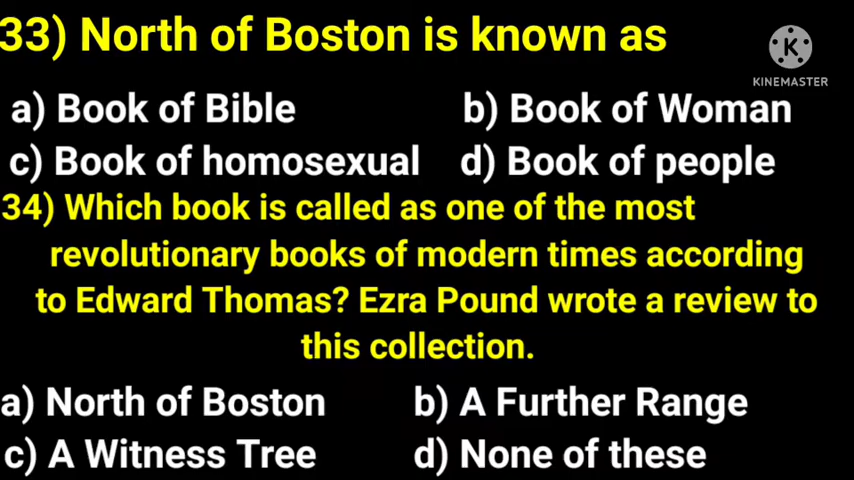 33) North of Boston is known as
KINEMASTER
a) Book of Bible b) Book of Woman
c) Book of homosexual d) Book of people
34) Which book is called as one of the most
revolutionary books of modern times according
to Edward Thomas? Ezra Pound wrote a review to
this collection.
a) North of Boston b) A Further Range
c) A Witness Tree d) None of these